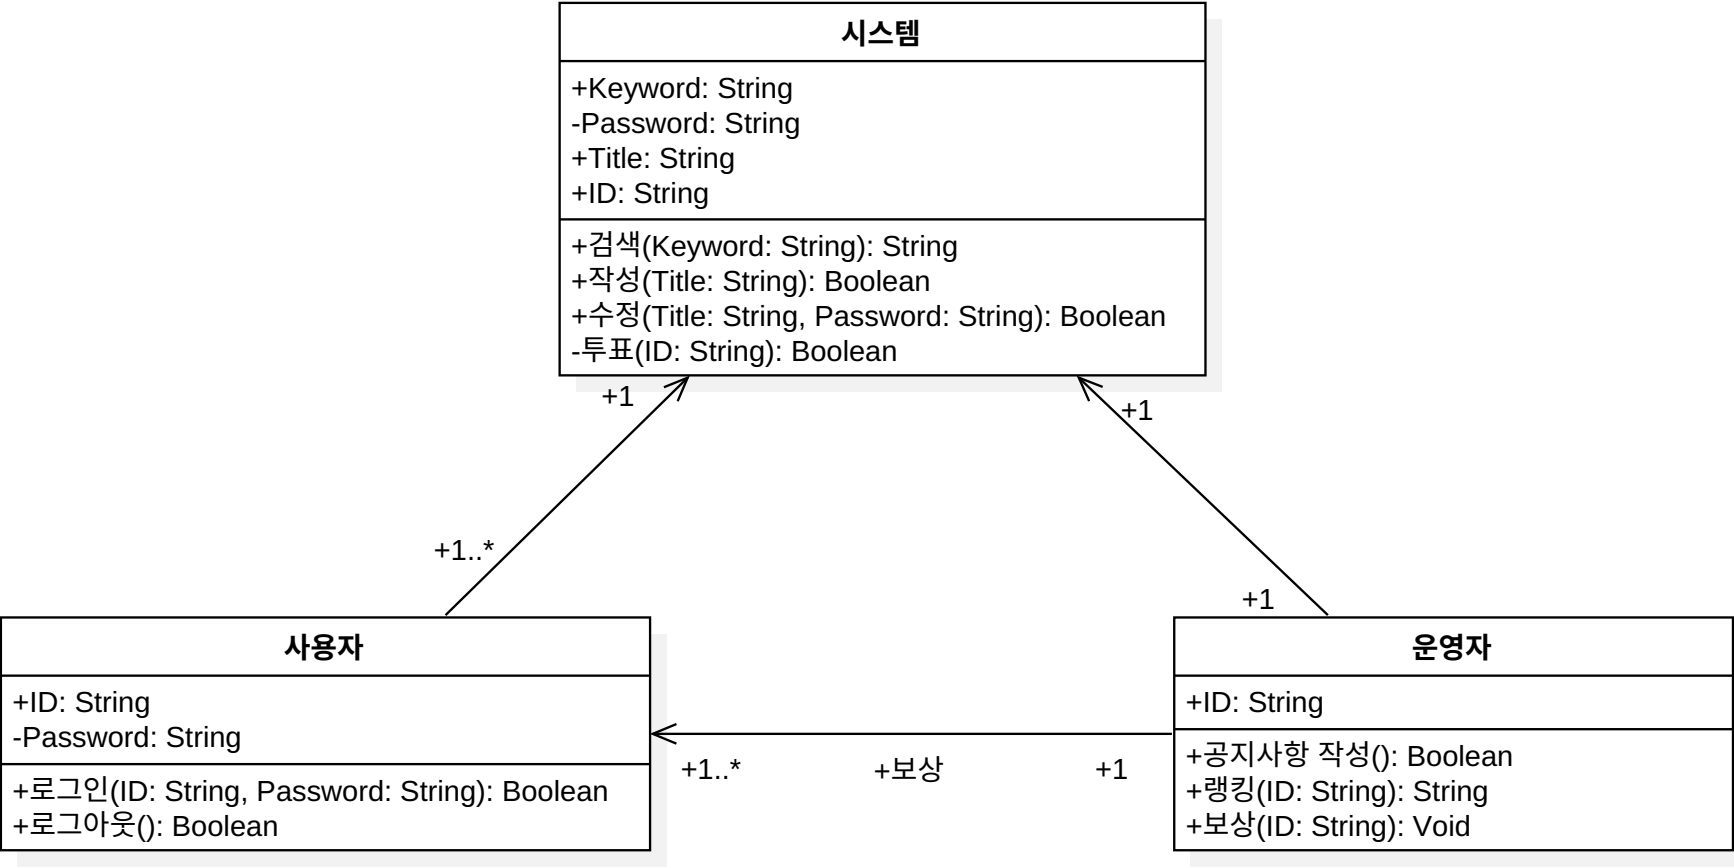 시스템
+Keyword: String
-Password: String
+Title: String
+ID: String
+검색(Keyword: String): String
+작성(Title: String): Boolean
+수정(Title: String, Password: String): Boolean
-투표(ID: String): Boolean
+1
+1
+1..*
+1
사용자
+ID: String
-Password: String
+로그인(ID: String, Password: String): Boolean
+로그아웃(): Boolean
+1..*
+보상
+1
운영자
+ID: String
+공지사항 작성(): Boolean
+랭킹(ID: String): String
+보상(ID: String): Void